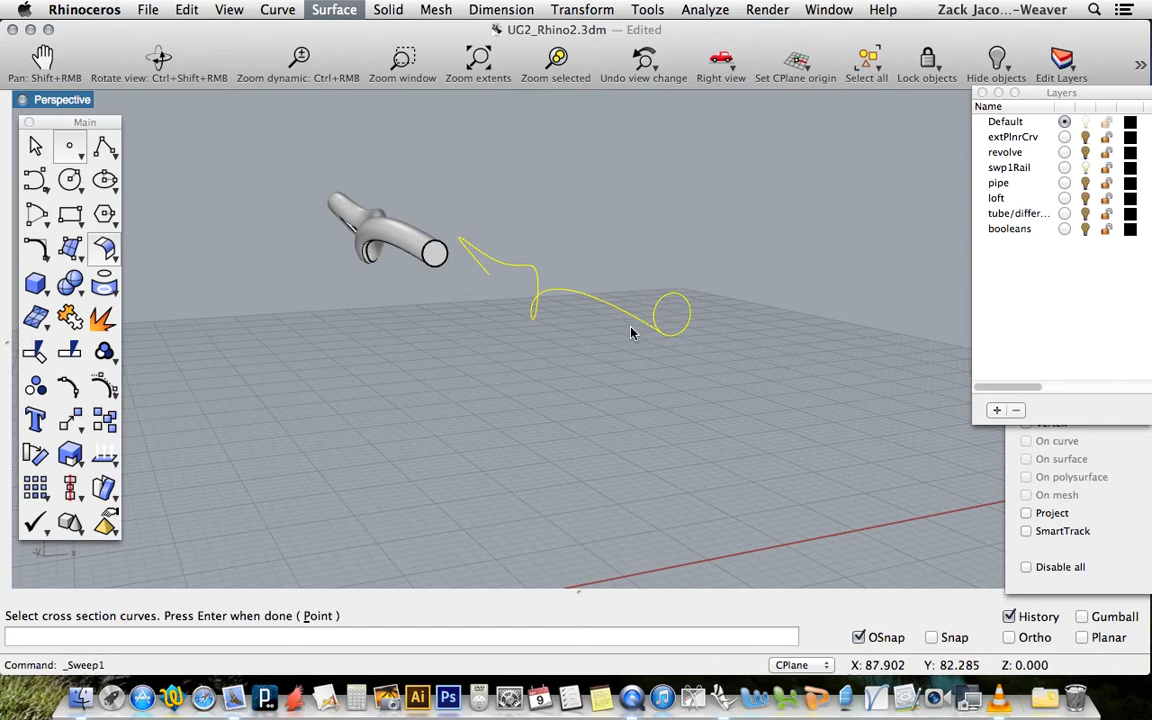 Rhinoceros File Edit View Curve Surface Solid Mesh Dimension Transform Tools Analyze Render Window Help Zack Jaco...-Weaver
UG2_Rhino2.3dm — Edited
Pan: Shift+RMB Rotate view: Ctrl+Shift+RMB Zoom dynamic: Ctrl+RMB Zoom window Zoom extents Zoom selected Undo view change Right view Set CPlane origin Select all Lock objects Hide objects Edit Layers
Perspective
Layers
Main
Name
Default
extPlnrCrv
revolve
swp1Rail
pipe
loft
tube/differ...
booleans
On curve
On surface
On polysurface
On mesh
Project
SmartTrack
Disable all
Select cross section curves. Press Enter when done ( Point )
History Gumball
OSnap Snap Ortho Planar
Command: _Sweep1
CPlane X: 87.902 Y: 82.285 Z: 0.000